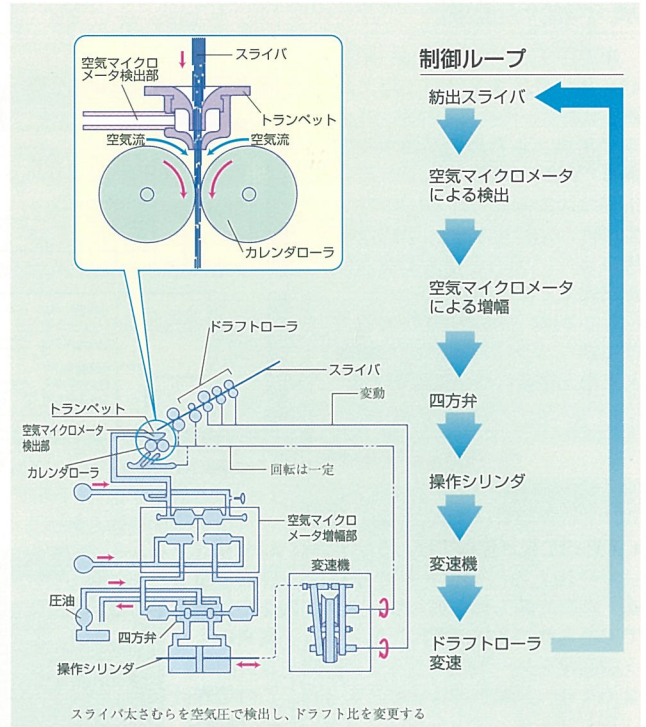 スライバ
空気マイクロ
メータ検出部
トランペット
空気流
空気流
カレンダローラ
ドラフトローラ
スライバ
変動
トランペット
空気マイクロメータ
検出部
カレンダローラ
回転は一定
空気マイクロ
メータ増幅部
変速機
圧油
四方弁
操作シリンダ
制御ループ
紡出スライバ
空気マイクロメータ
による検出
空気マイクロメータ
による増幅
四方弁
操作シリンダ
変速機
ドラフトローラ
変速
スライバ太さむらを空気圧で検出し、ドラフト比を変更する